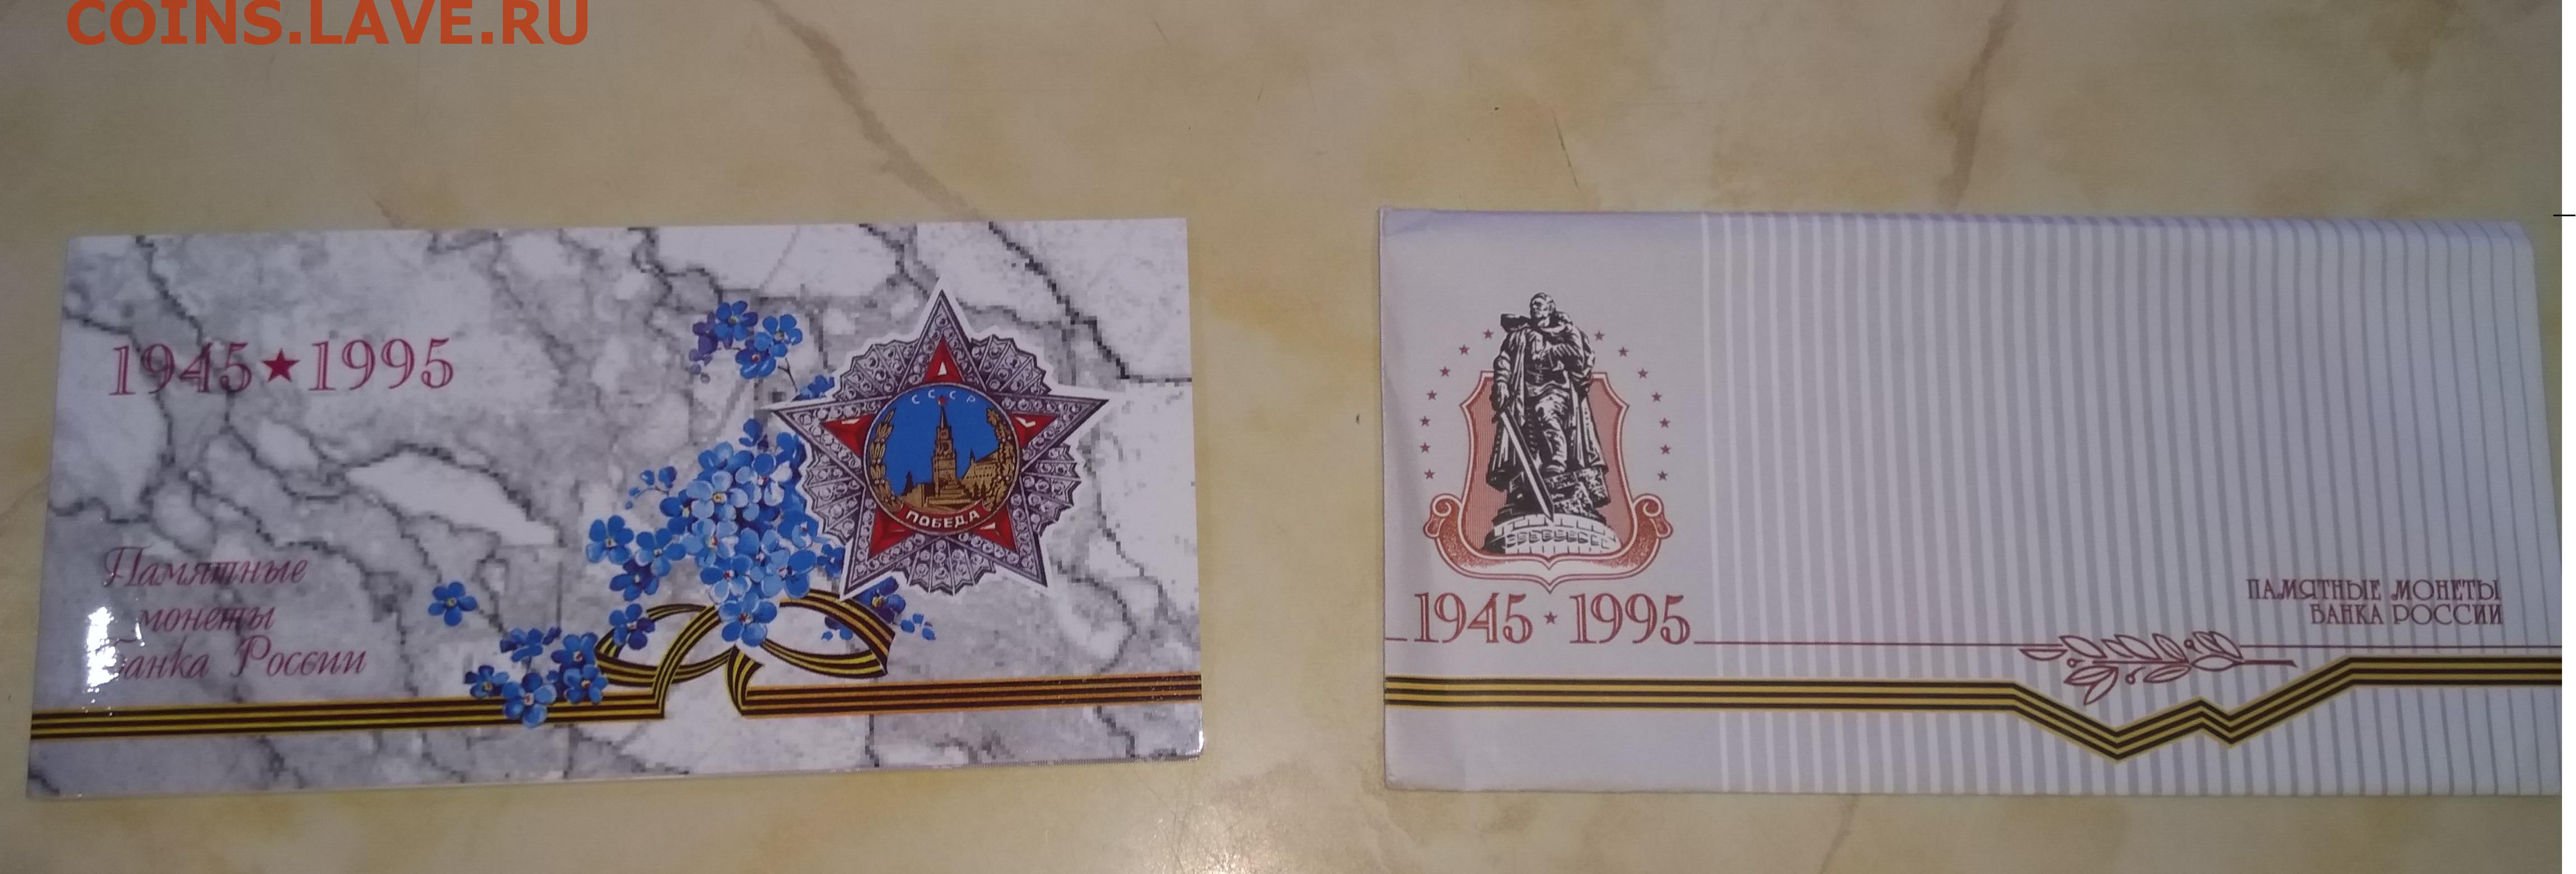 COINS.LAVE.RU
1945★1995
СССР
ПОБЕДА
Памятные
монеты
Банка России
1945★1995
ПАМЯТНЫЕ МОНЕТЫ
БАНКА РОССИИ